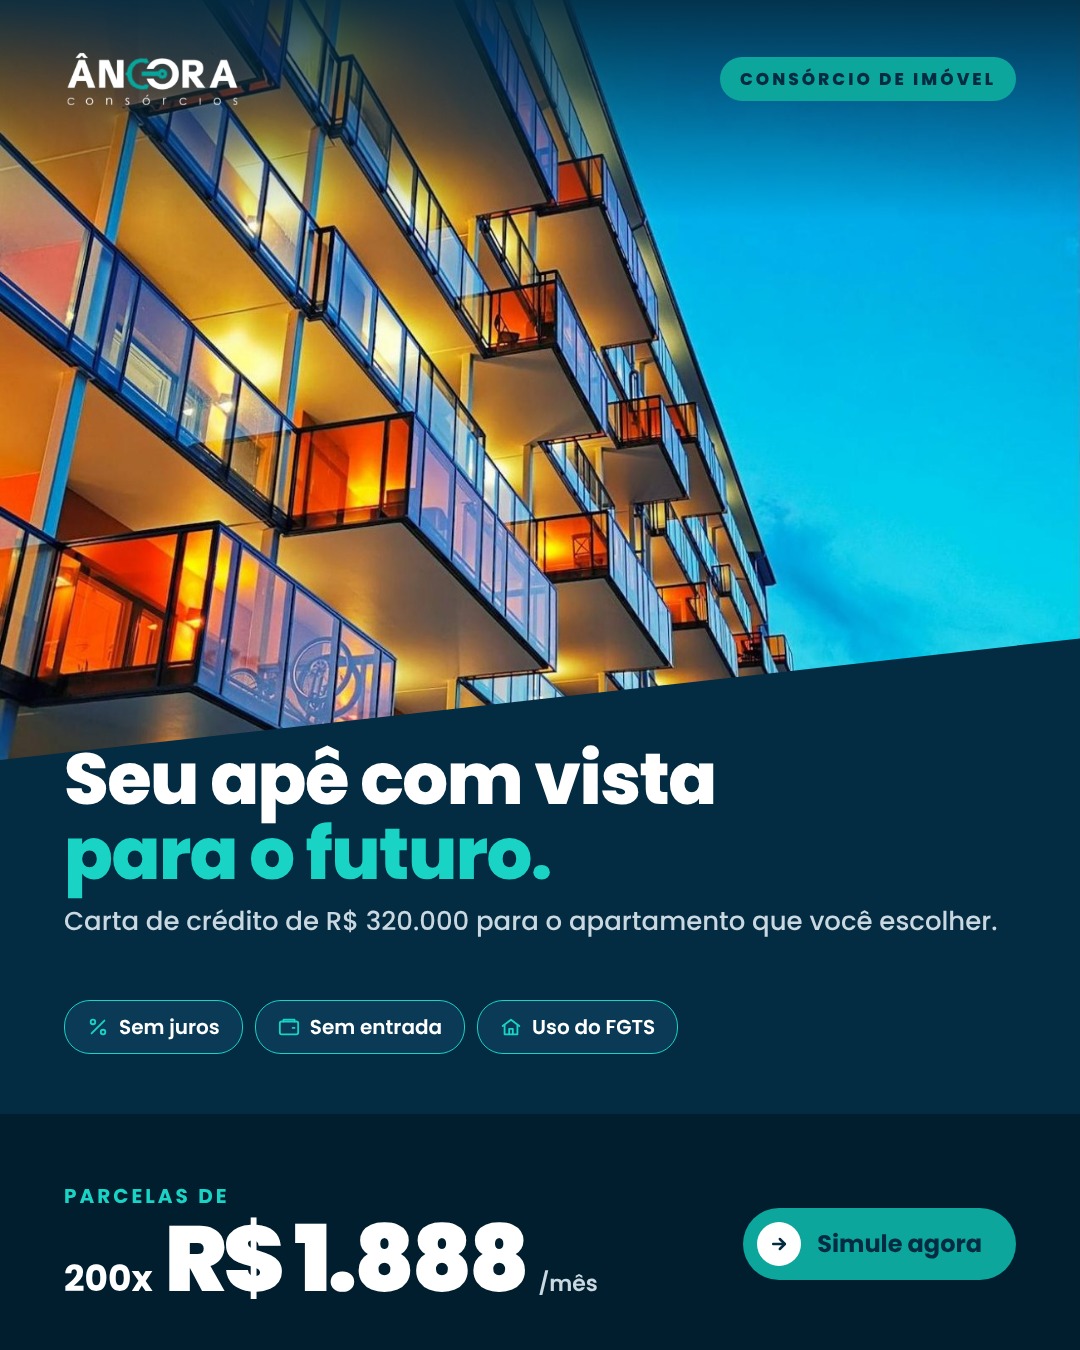 ÂNCORA
consórcios
CONSÓRCIO DE IMÓVEL
Seu apê com vista
para o futuro.
Carta de crédito de R$ 320.000 para o apartamento que você escolher.
Sem juros
Sem entrada
Uso do FGTS
PARCELAS DE
200x R$ 1.888 /mês
Simule agora